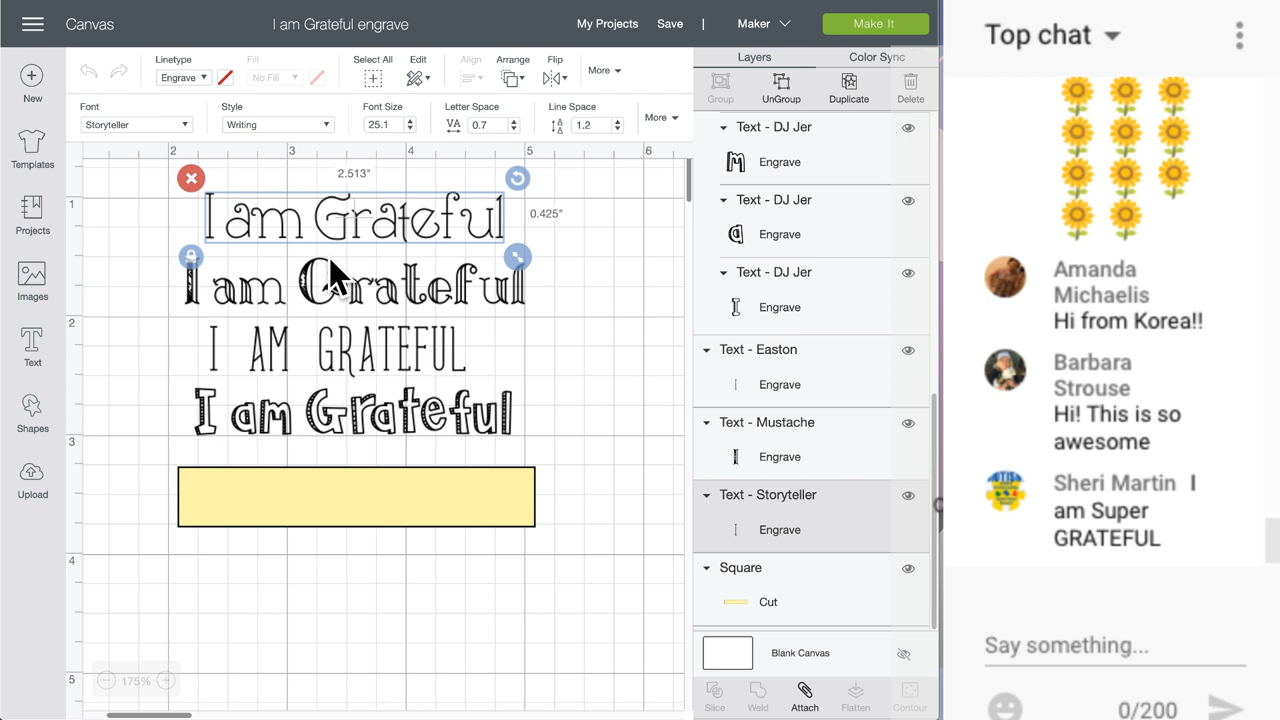 Canvas
I am Grateful engrave
My Projects Save | Maker Make It
Linetype
Engrave
Fill
No Fill
Select All
Edit
Align
Arrange
Flip
More
Font
Storyteller
Style
Writing
Font Size
25.1
Letter Space
VA 0.7
Line Space
1.2
More
New
Templates
Projects
Images
Text
Shapes
Upload
2 3 4 5 6
1
2
3
4
5
2.513"
0.425"
I am Grateful
I am Grateful
I AM GRATEFUL
I am Grateful
175%
Layers Color Sync
Group UnGroup Duplicate Delete
Text - DJ Jer
m Engrave
Text - DJ Jer
a Engrave
Text - DJ Jer
I Engrave
Text - Easton
Engrave
Text - Mustache
I Engrave
Text - Storyteller
Engrave
Square
Cut
Blank Canvas
Slice Weld Attach Flatten Contour
Top chat
Amanda
Michaelis
Hi from Korea!!
Barbara
Strouse
Hi! This is so
awesome
Sheri Martin I
am Super
GRATEFUL
Say something...
0/200